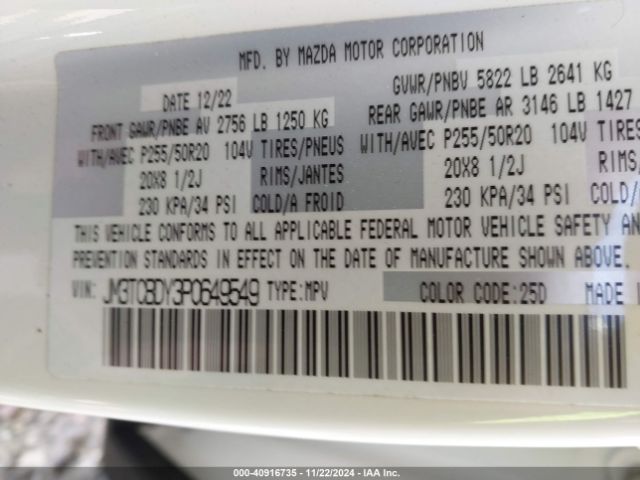 MFD. BY MAZDA MOTOR CORPORATION
DATE 12/22 GVWR/PNBV 5822 LB 2641 KG
FRONT GAWR/PNBE AV 2756 LB 1250 KG REAR GAWR/PNBE AR 3146 LB 1427
WITH/AVEC P255/50R20 104V TIRES/PNEUS WITH/AVEC P255/50R20 104V TIRES
20X8 1/2J RIMS/JANTES 20X8 1/2J RIMS/
230 KPA/34 PSI COLD/A FROID 230 KPA/34 PSI COLD/
THIS VEHICLE CONFORMS TO ALL APPLICABLE FEDERAL MOTOR VEHICLE SAFETY AN
PREVENTION STANDARDS IN EFFECT ON THE DATE OF MANUFACTURE SHOWN ABOVE.
VIN: JM3TCBDY3P0649549 TYPE:MPV COLOR CODE:25D MADE
000-40916735 - 11/22/2024 - IAA Inc.